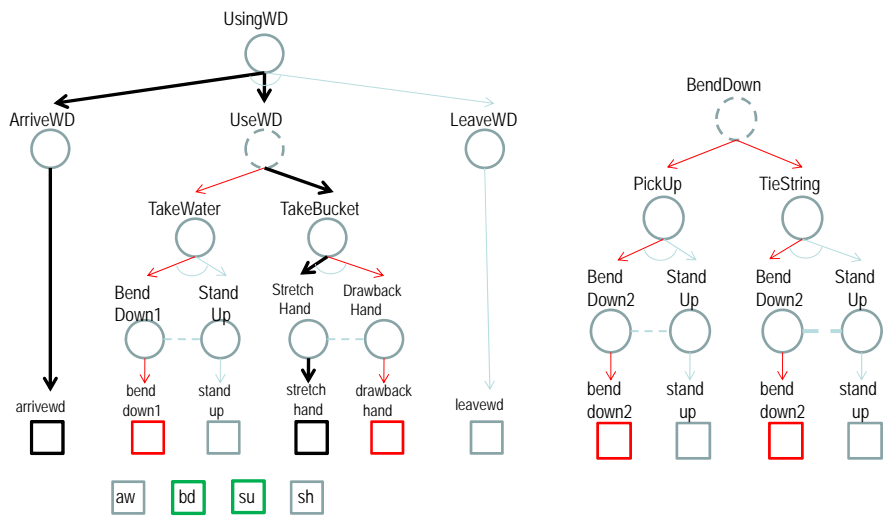 UsingWD
ArriveWD
UseWD
LeaveWD
BendDown
TakeWater
TakeBucket
PickUp
TieString
Bend
Down1
Stand
Up
Stretch
Hand
Drawback
Hand
Bend
Down2
Stand
Up
Bend
Down2
Stand
Up
arrivewd
bend
down1
stand
up
stretch
hand
drawback
hand
leavewd
bend
down2
stand
up
bend
down2
stand
up
aw
bd
su
sh